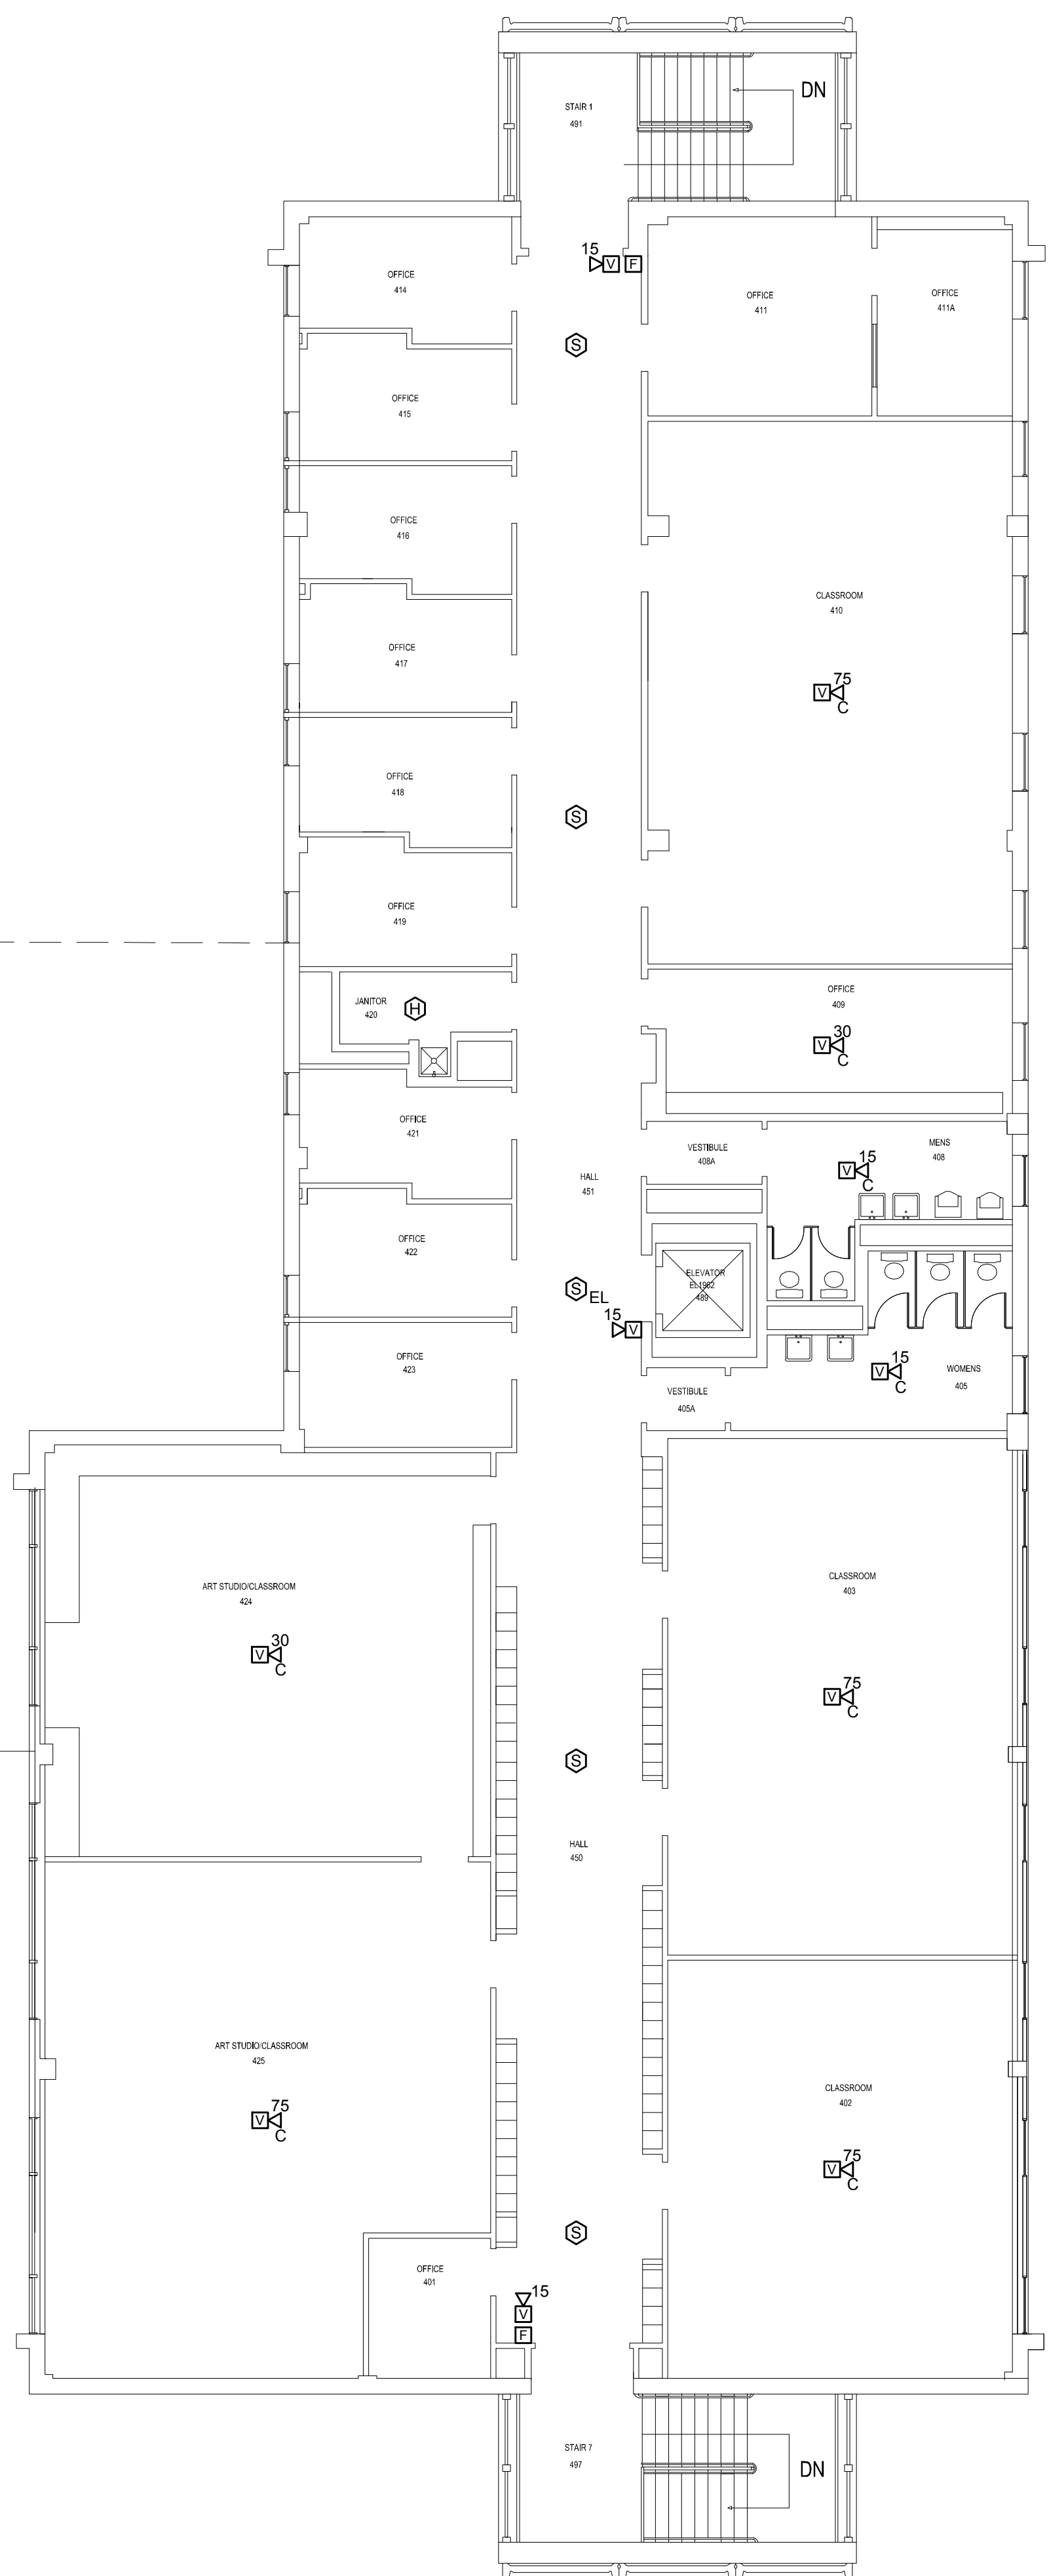 DN
STAIR 1
491
15
V
F
OFFICE
414
OFFICE
411
OFFICE
411A
S
OFFICE
415
OFFICE
416
CLASSROOM
410
OFFICE
417
75
V
C
OFFICE
418
S
OFFICE
419
JANITOR
420
H
OFFICE
409
30
V
C
OFFICE
421
VESTIBULE
408A
MENS
408
15
V
C
HALL
451
OFFICE
422
ELEVATOR
EL1962
489
S
EL
15
V
OFFICE
423
15
V
C
WOMENS
405
VESTIBULE
405A
ART STUDIO/CLASSROOM
424
CLASSROOM
403
30
V
C
75
V
C
S
HALL
450
ART STUDIO/CLASSROOM
425
CLASSROOM
402
75
V
C
75
V
C
S
OFFICE
401
15
V
F
STAIR 7
497
DN